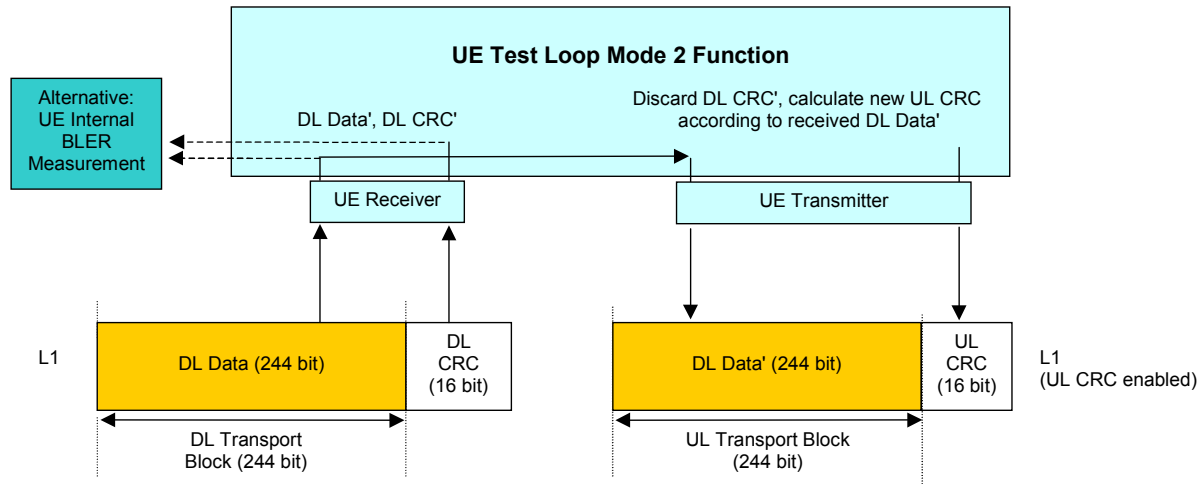 UE Test Loop Mode 2 Function
Alternative:
UE Internal
BLER
Measurement
DL Data', DL CRC'
Discard DL CRC', calculate new UL CRC
according to received DL Data'
UE Receiver
UE Transmitter
L1
DL Data (244 bit)
DL
CRC
(16 bit)
DL Data' (244 bit)
UL
CRC
(16 bit)
L1
(UL CRC enabled)
DL Transport
Block (244 bit)
UL Transport Block
(244 bit)